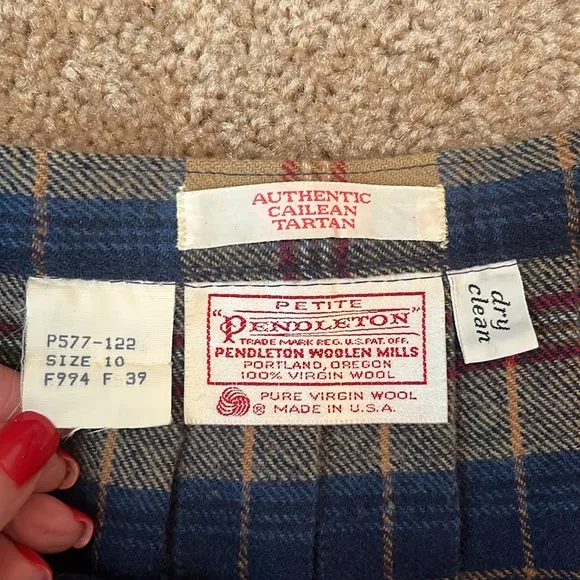 AUTHENTIC
CAILEAN
TARTAN
P577-122
SIZE 10
F994 F 39
PETITE
"PENDLETON"
TRADE MARK REG. U.S. PAT. OFF.
PENDLETON WOOLEN MILLS
PORTLAND, OREGON
100% VIRGIN WOOL
PURE VIRGIN WOOL
® MADE IN U.S.A.
dry
clean